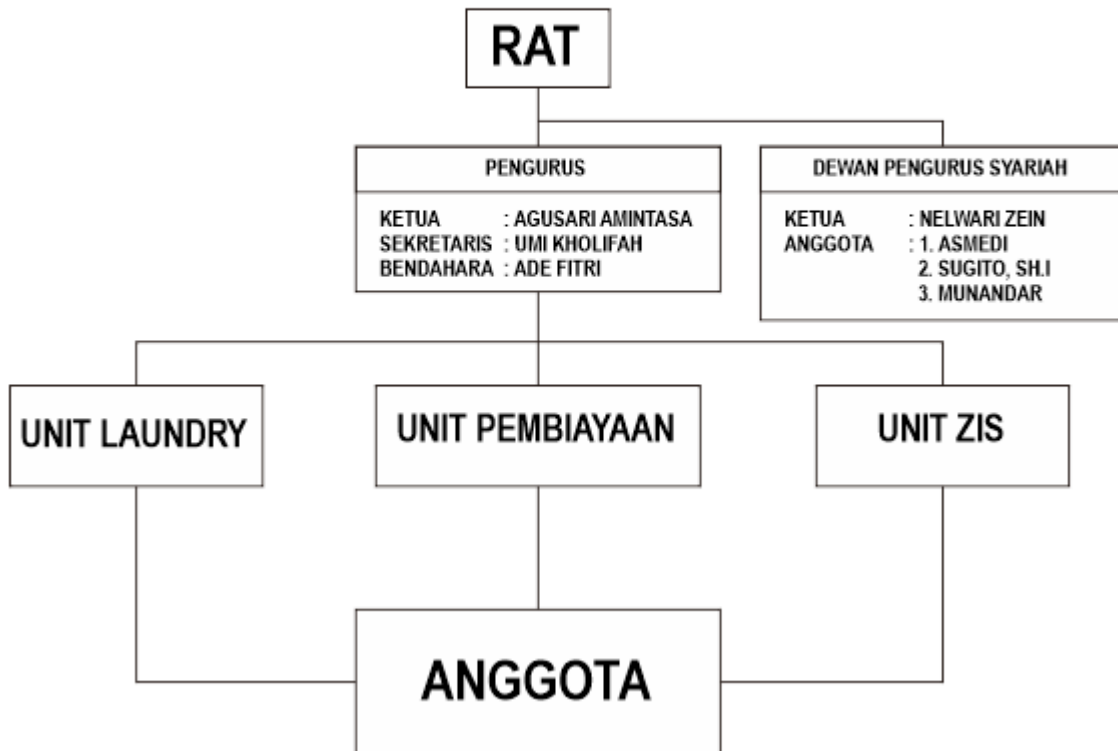 RAT
PENGURUS
KETUA : AGUSARI AMINTASA
SEKRETARIS : UMI KHOLIFAH
BENDAHARA : ADE FITRI
DEWAN PENGURUS SYARIAH
KETUA : NELWARI ZEIN
ANGGOTA : 1. ASMEDI
2. SUGITO, SH.I
3. MUNANDAR
UNIT LAUNDRY
UNIT PEMBIAYAAN
UNIT ZIS
ANGGOTA